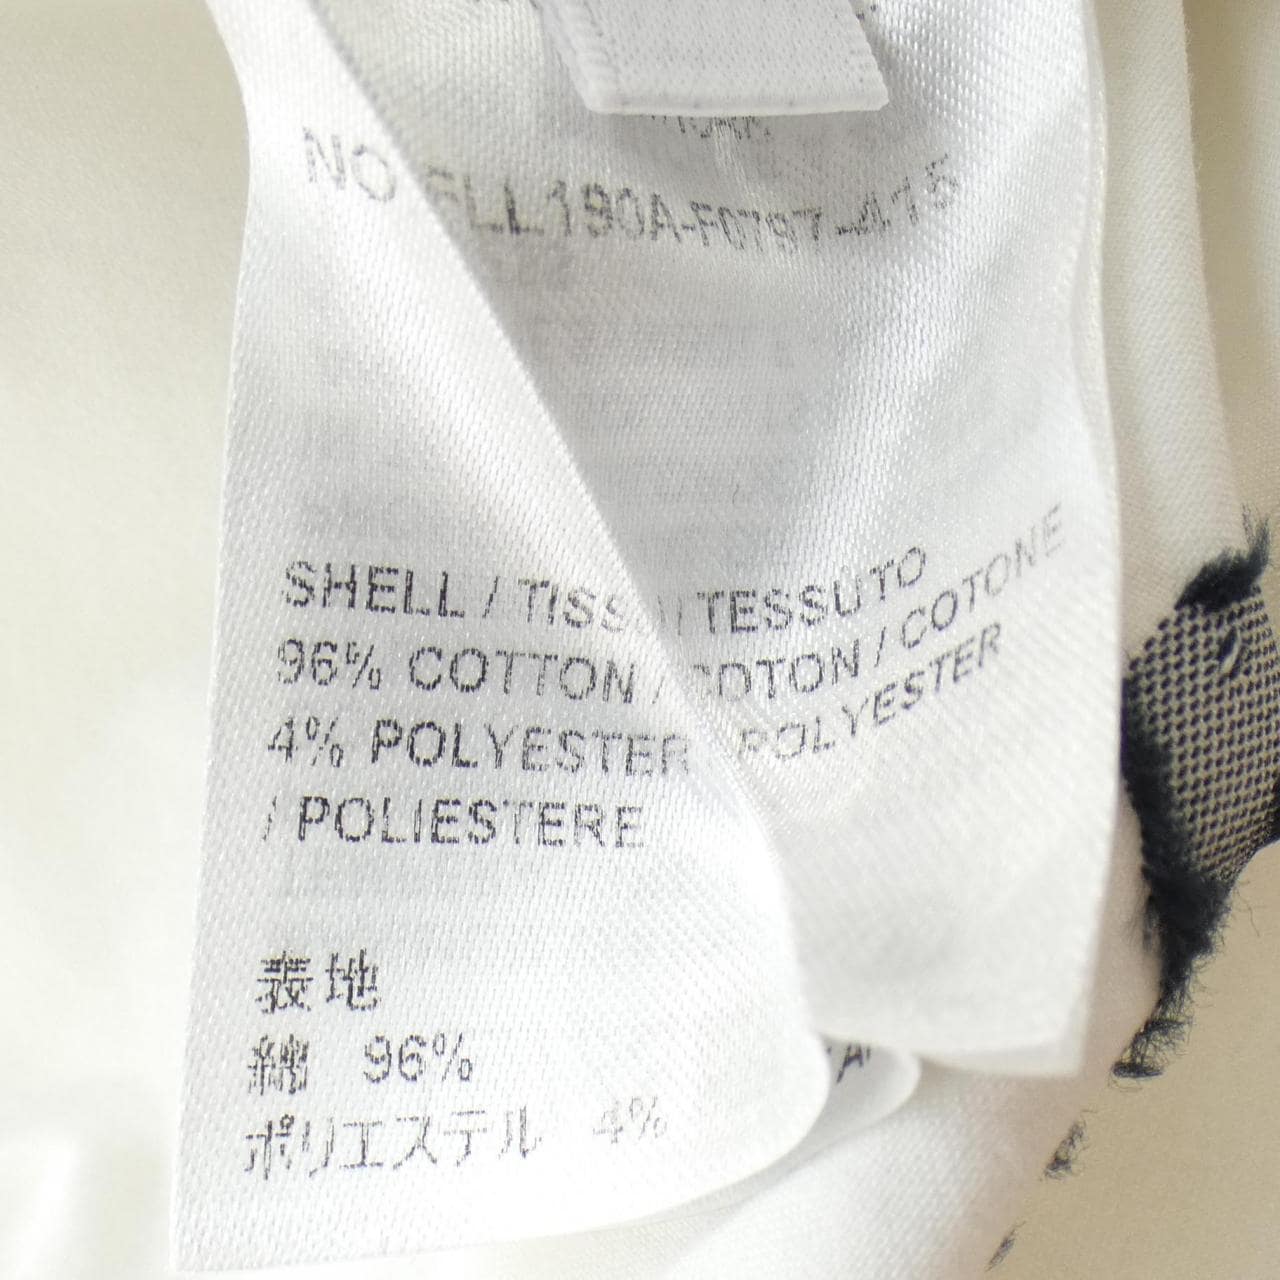 NO FLL190A-F0797-415
SHELL / TISSU / TESSUTO
96% COTTON / COTON / COTONE
4% POLYESTER / POLYESTER
/ POLIESTERE
表地
綿 96%
ポリエステル 4%